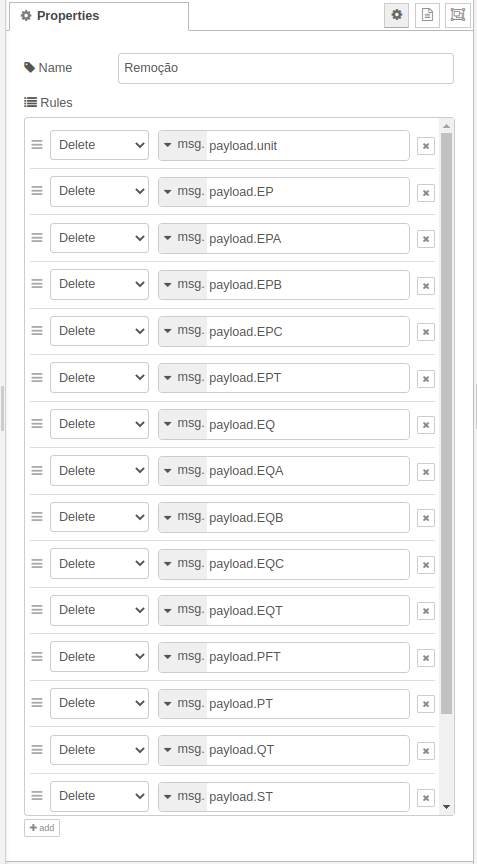 Properties
Name Remoção
Rules
Delete msg. payload.unit
Delete msg. payload.EP
Delete msg. payload.EPA
Delete msg. payload.EPB
Delete msg. payload.EPC
Delete msg. payload.EPT
Delete msg. payload.EQ
Delete msg. payload.EQA
Delete msg. payload.EQB
Delete msg. payload.EQC
Delete msg. payload.EQT
Delete msg. payload.PFT
Delete msg. payload.PT
Delete msg. payload.QT
Delete msg. payload.ST
add